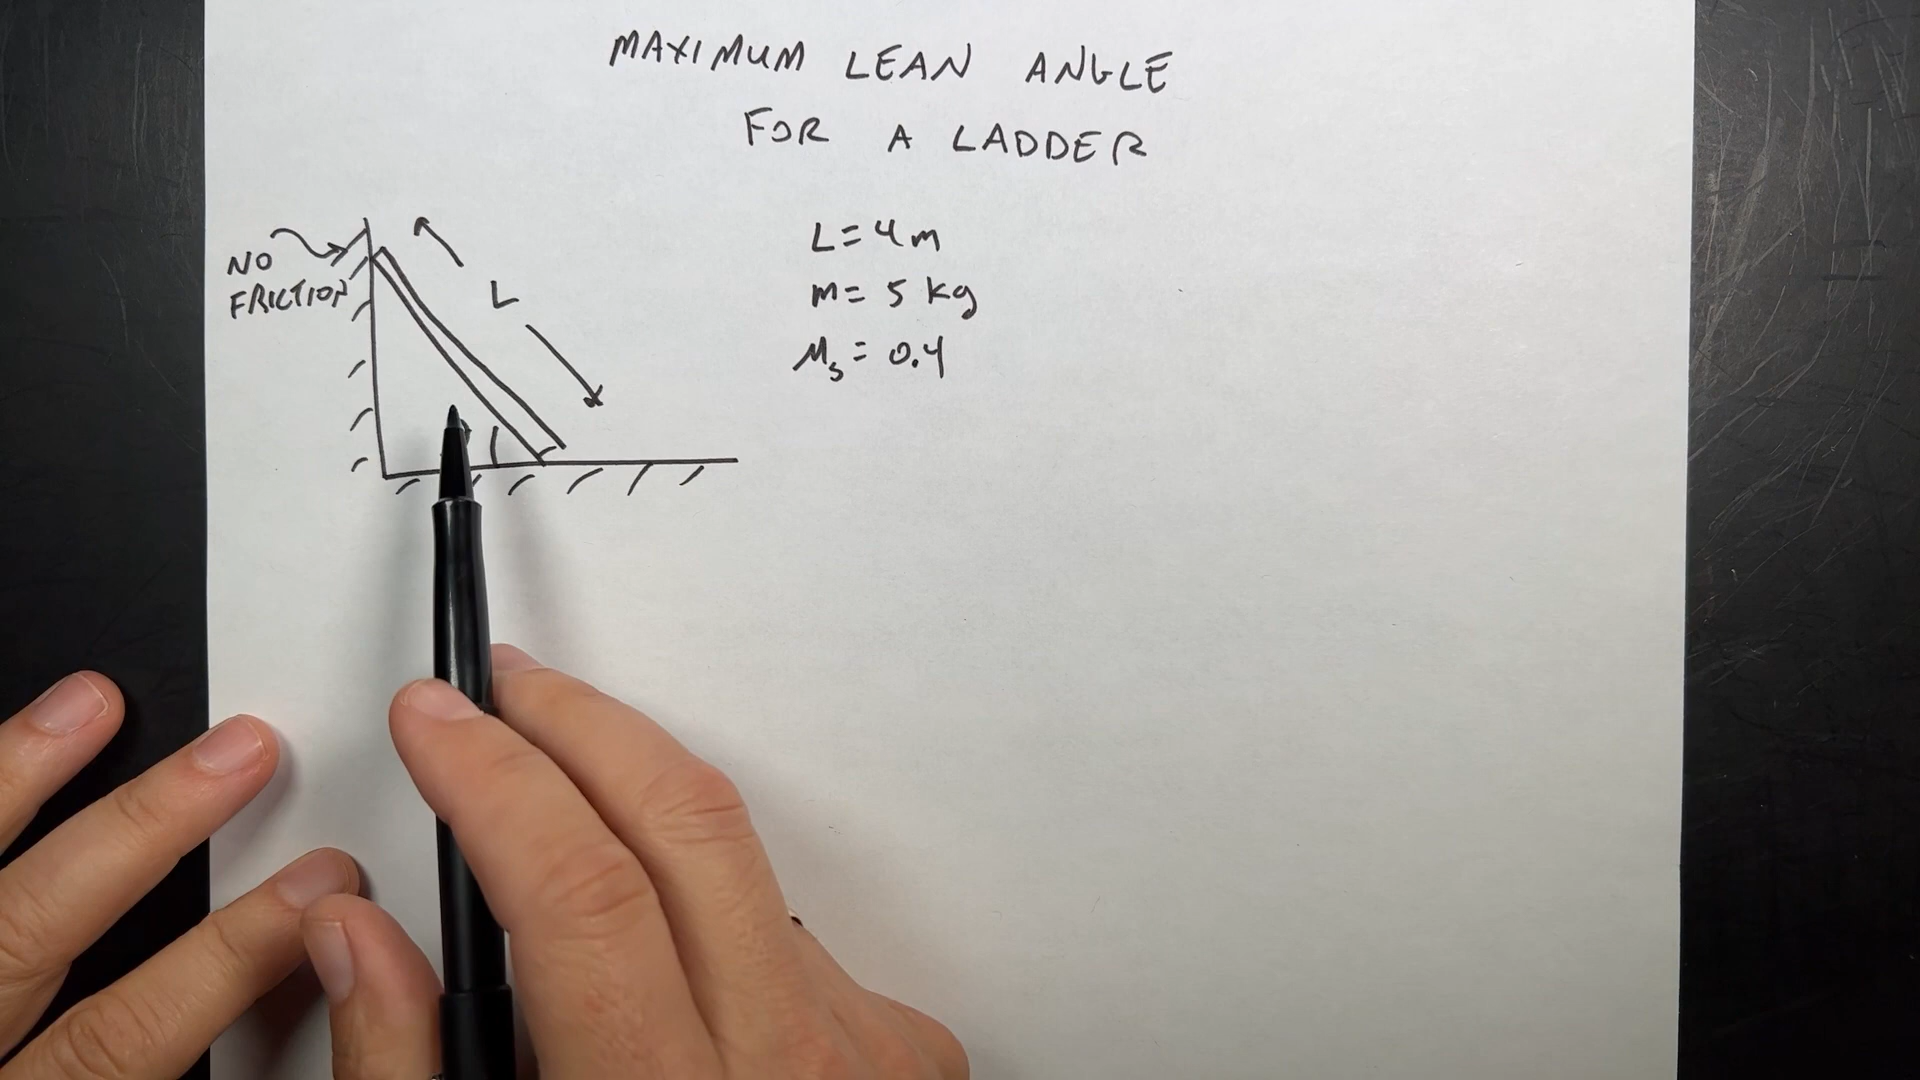 MAXIMUM LEAN ANGLE
FOR A LADDER
NO
FRICTION
L
L = 4 m
m = 5 kg
μs = 0.4